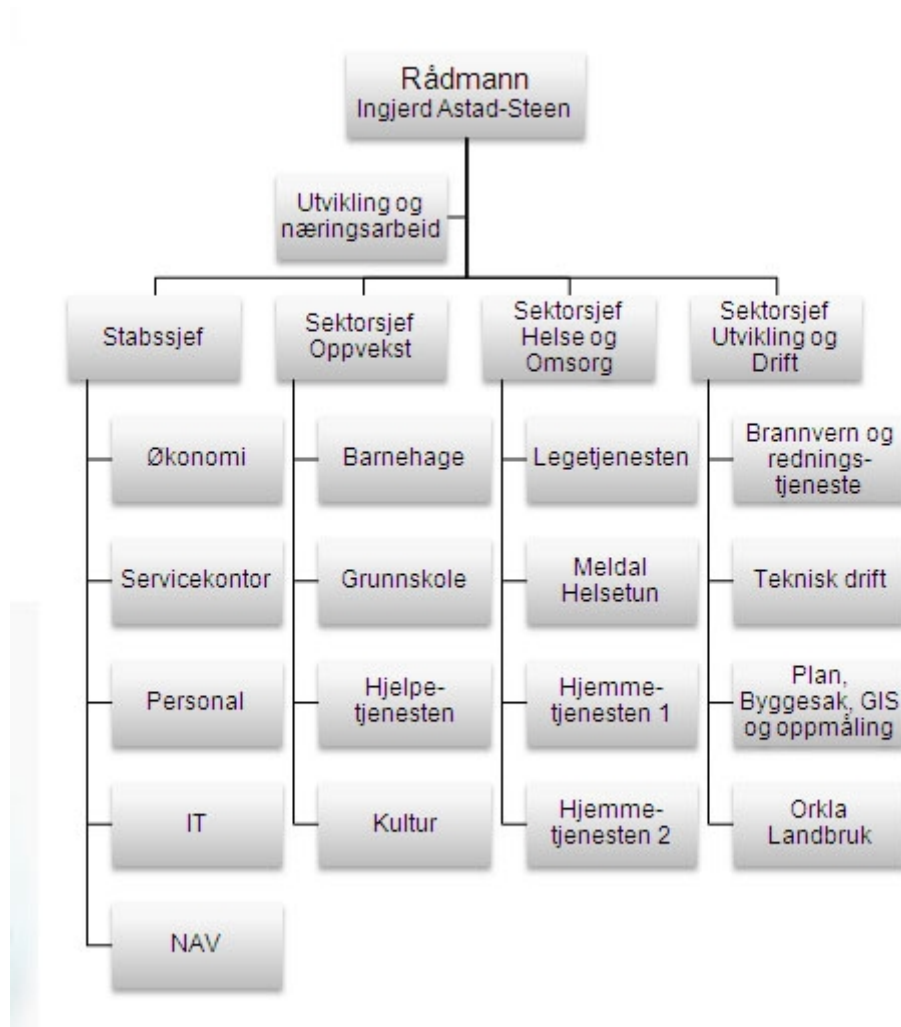 Rådmann
Ingjerd Astad-Steen
Utvikling og
næringsarbeid
Stabssjef
Sektorsjef
Oppvekst
Sektorsjef
Helse og
Omsorg
Sektorsjef
Utvikling og
Drift
Økonomi
Servicekontor
Personal
IT
NAV
Barnehage
Grunnskole
Hjelpe-
tjenesten
Kultur
Legetjenesten
Meldal
Helsetun
Hjemme-
tjenesten 1
Hjemme-
tjenesten 2
Brannvern og
rednings-
tjeneste
Teknisk drift
Plan,
Byggesak, GIS
og oppmåling
Orkla
Landbruk